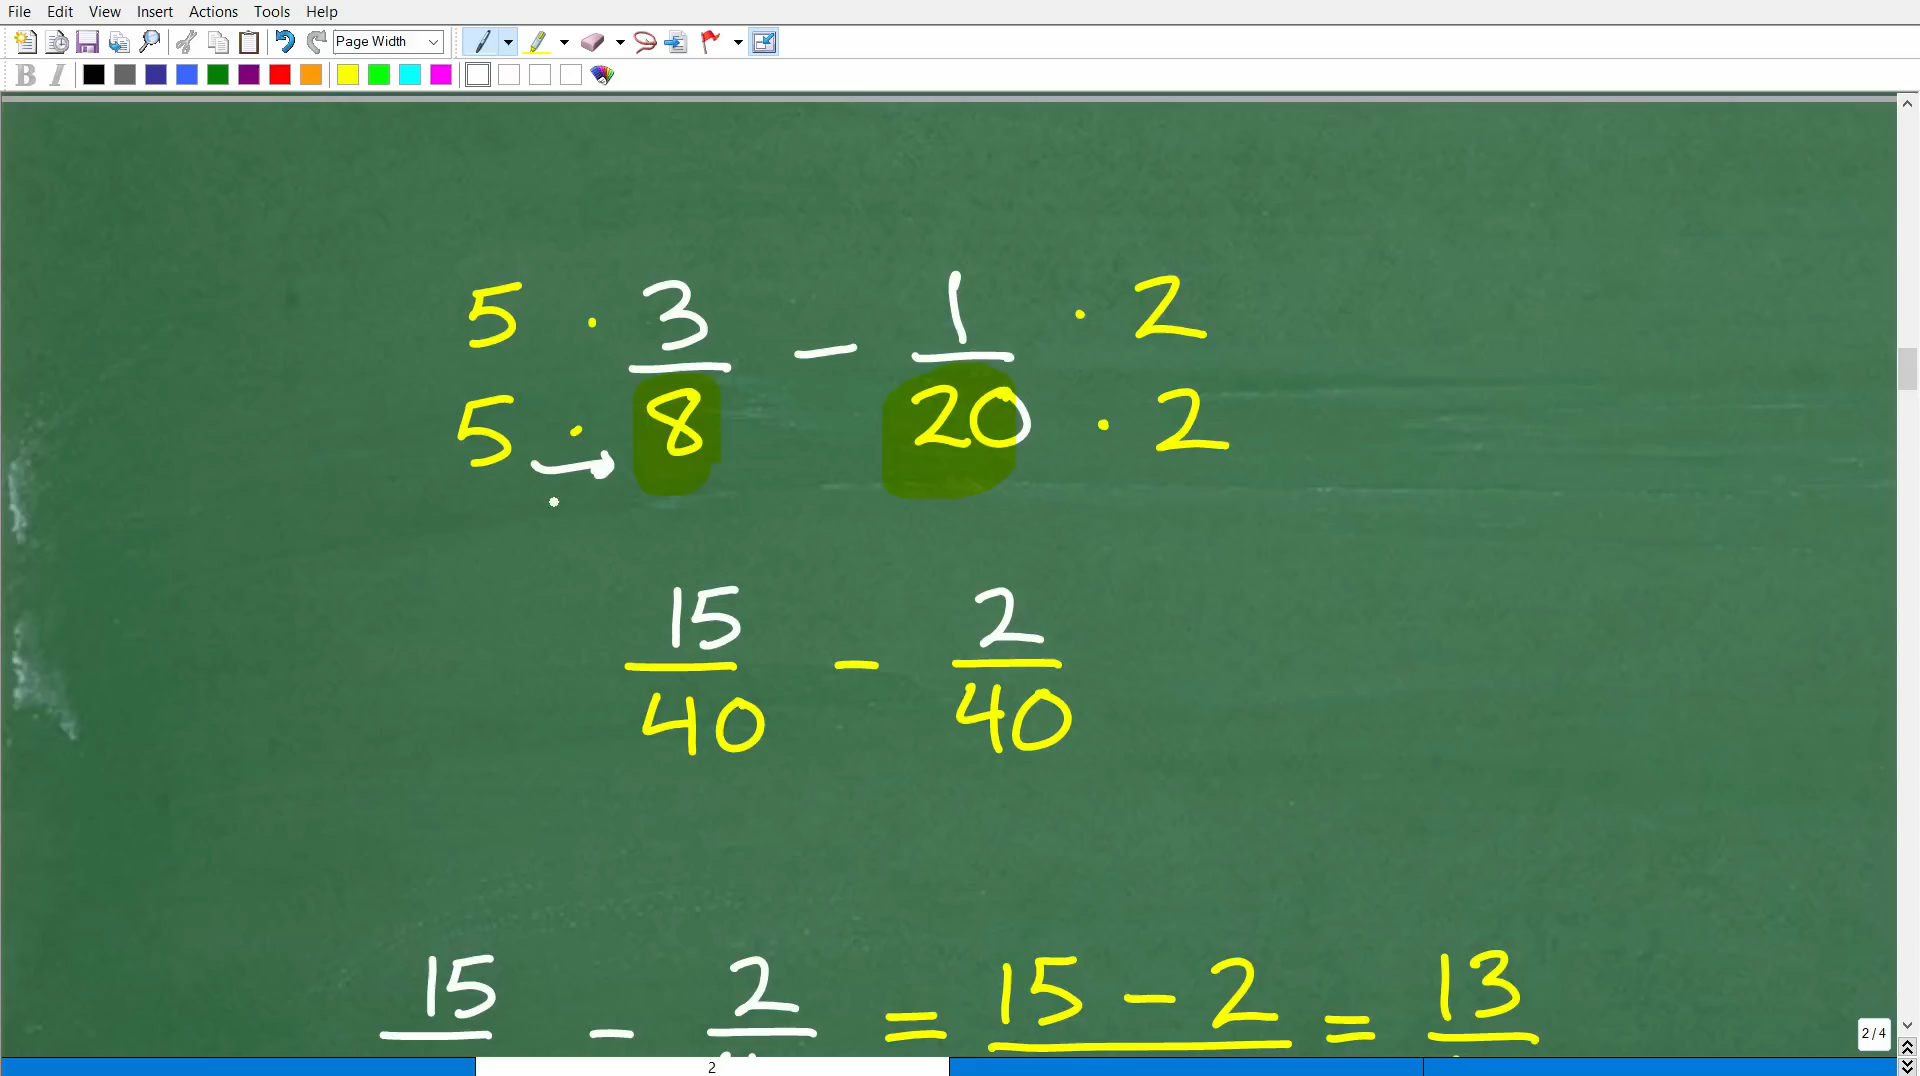 File Edit View Insert Actions Tools Help
Page Width
B I
5 · 3 − 1 · 2
5 · 8 20 · 2
15 − 2
40 40
15 − 2 = 15 − 2 = 13
2 / 4
2